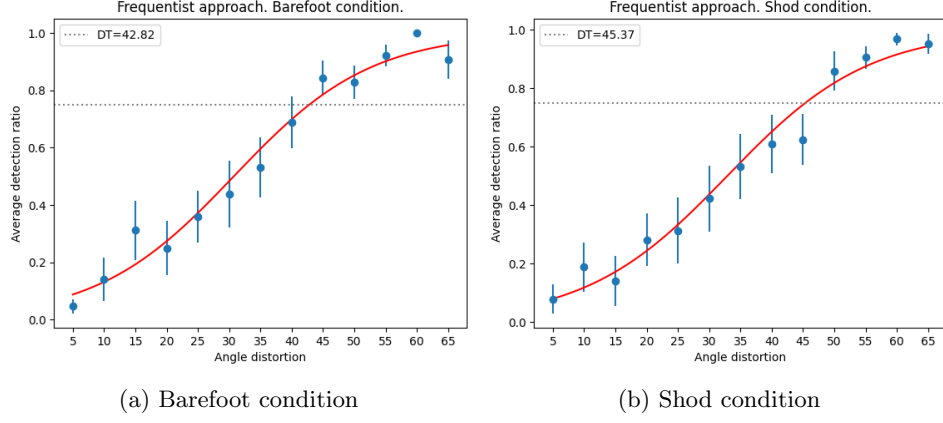 Frequentist approach. Barefoot condition.
DT=42.82
Average detection ratio
1.0
0.8
0.6
0.4
0.2
0.0
5 10 15 20 25 30 35 40 45 50 55 60 65
Angle distortion
(a) Barefoot condition
Frequentist approach. Shod condition.
DT=45.37
Average detection ratio
1.0
0.8
0.6
0.4
0.2
0.0
5 10 15 20 25 30 35 40 45 50 55 60 65
Angle distortion
(b) Shod condition